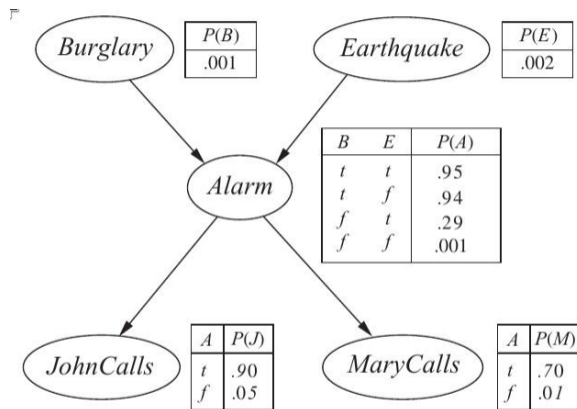 Burglary
P(B)
.001
Earthquake
P(E)
.002
B E P(A)
t t .95
t f .94
f t .29
f f .001
Alarm
A P(J)
t .90
f .05
JohnCalls
A P(M)
t .70
f .01
MaryCalls